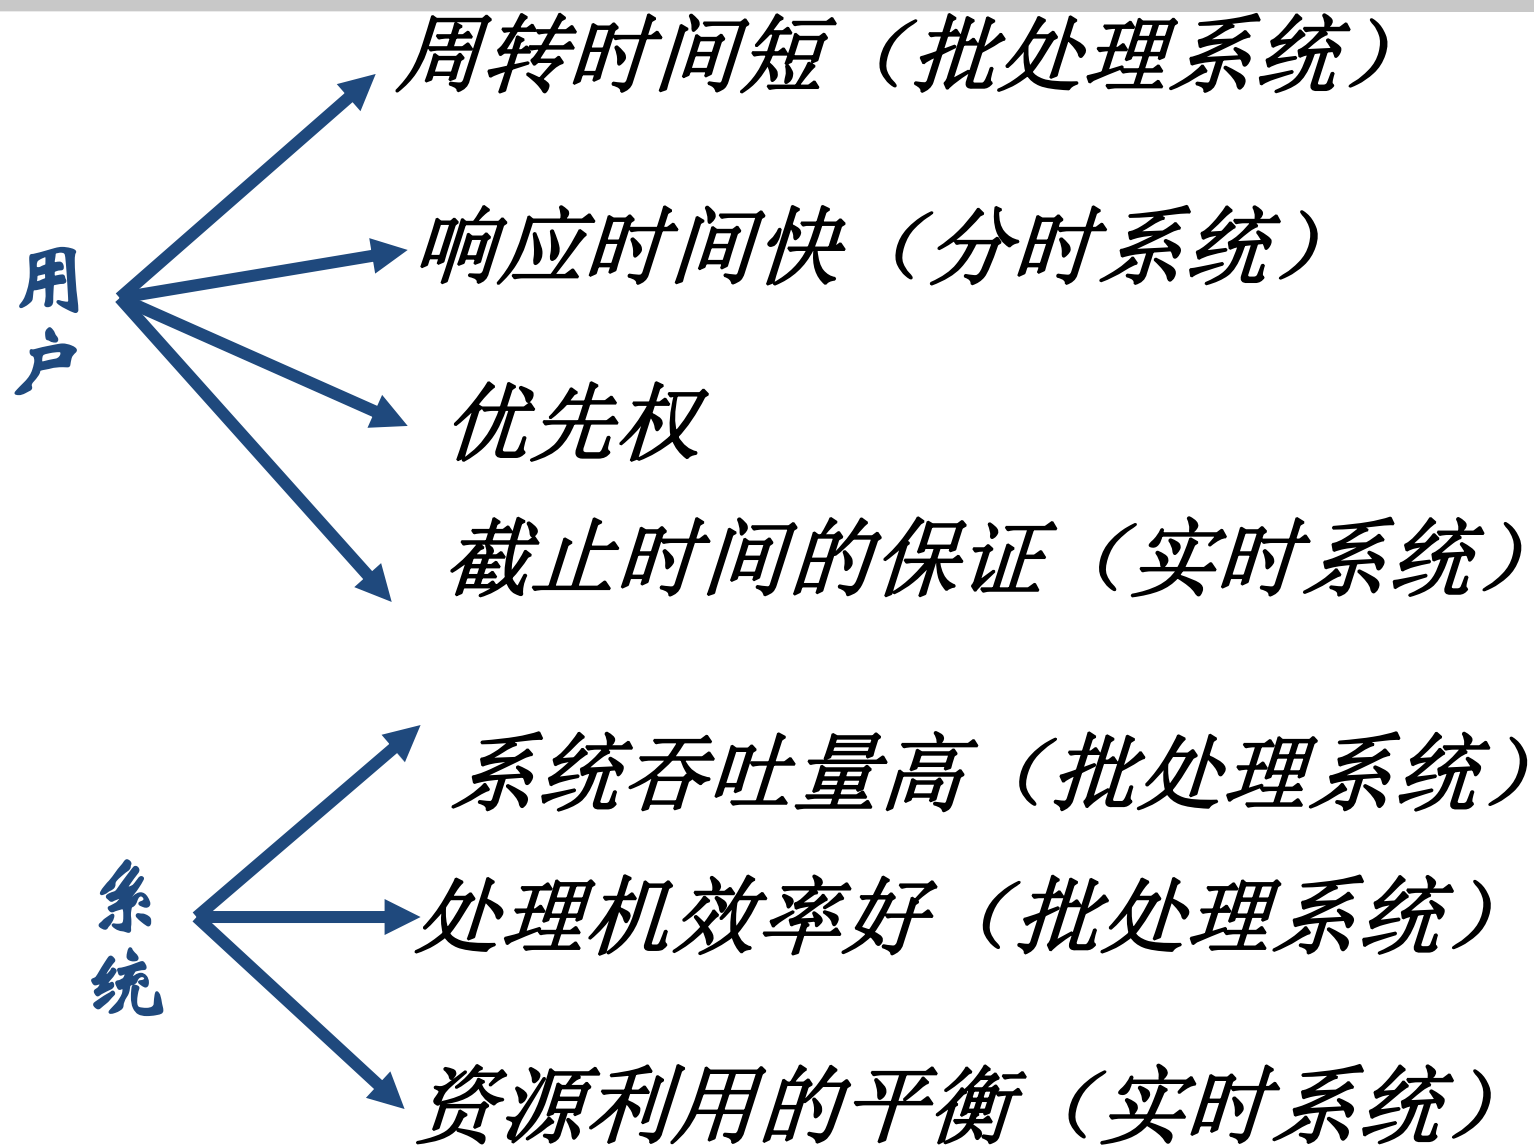 周转时间短（批处理系统）
响应时间快（分时系统）
用
户
优先权
截止时间的保证（实时系统）
系统吞吐量高（批处理系统）
系
统
处理机效率好（批处理系统）
资源利用的平衡（实时系统）